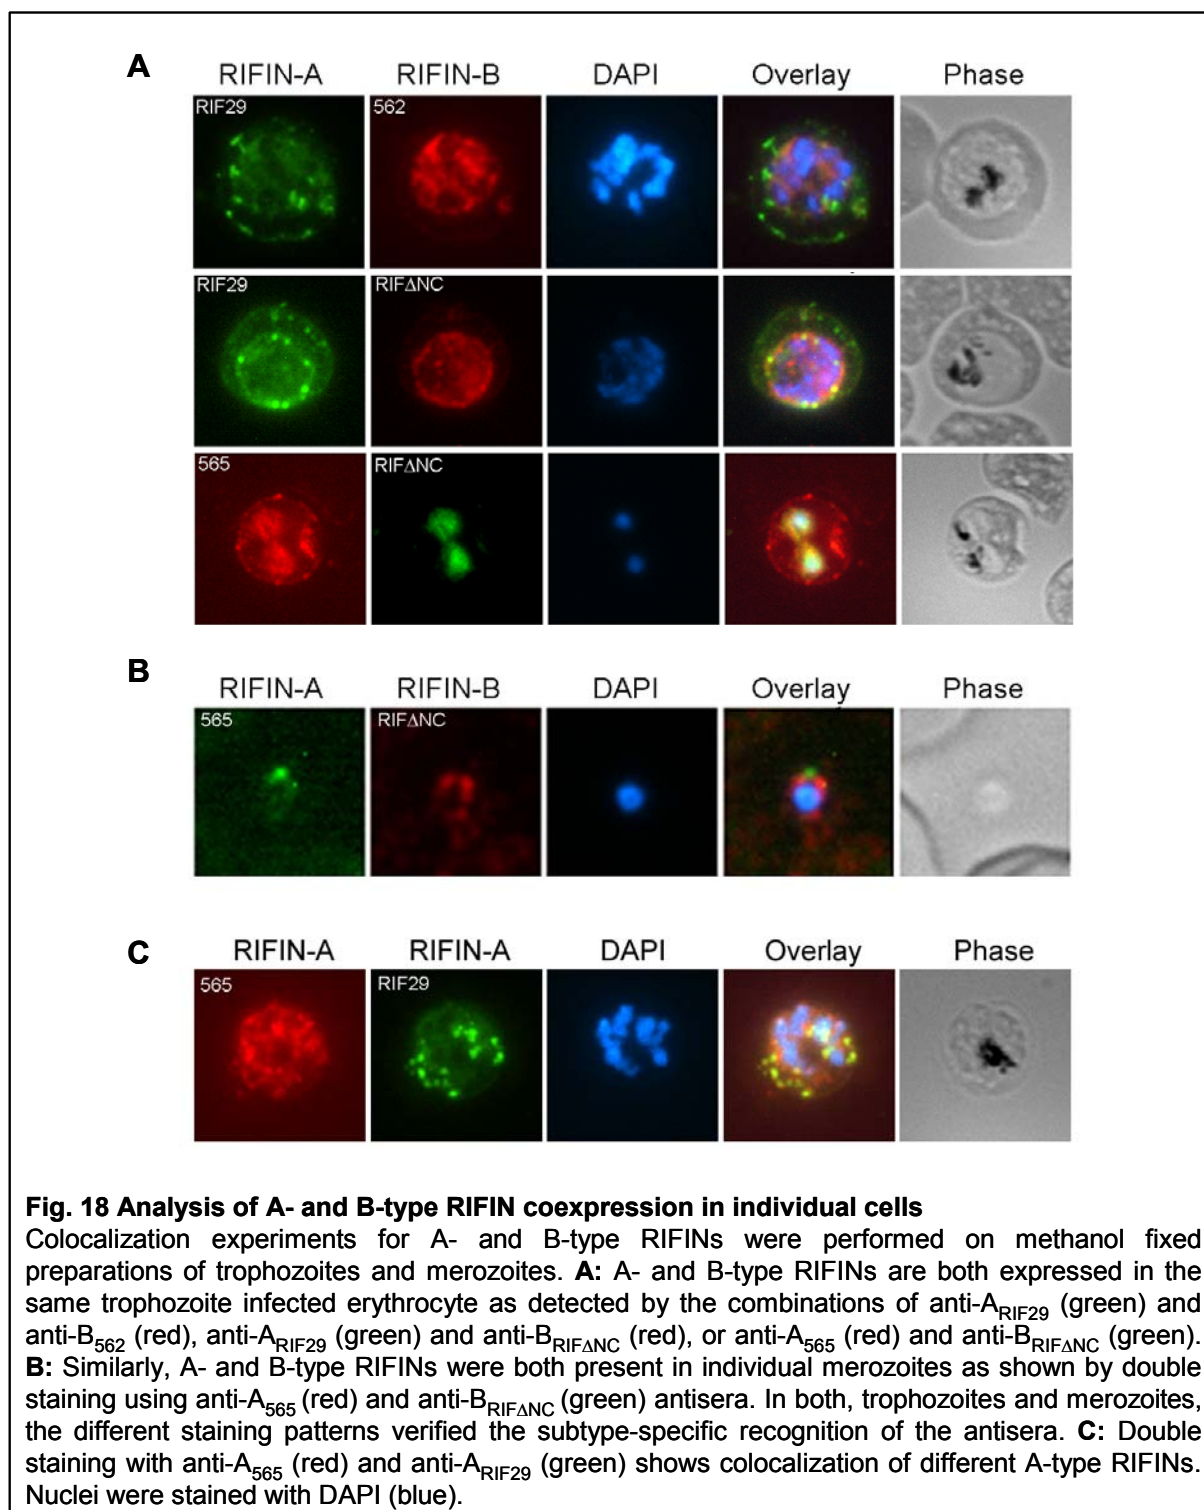 A
RIFIN-A RIFIN-B DAPI Overlay Phase
RIF29 562
RIF29 RIFΔNC
565 RIFΔNC
B
RIFIN-A RIFIN-B DAPI Overlay Phase
565 RIFΔNC
C
RIFIN-A RIFIN-A DAPI Overlay Phase
565 RIF29
Fig. 18 Analysis of A- and B-type RIFIN coexpression in individual cells
Colocalization experiments for A- and B-type RIFINs were performed on methanol fixed
preparations of trophozoites and merozoites. A: A- and B-type RIFINs are both expressed in the
same trophozoite infected erythrocyte as detected by the combinations of anti-ARIF29 (green) and
anti-B562 (red), anti-ARIF29 (green) and anti-BRIFΔNC (red), or anti-A565 (red) and anti-BRIFΔNC (green).
B: Similarly, A- and B-type RIFINs were both present in individual merozoites as shown by double
staining using anti-A565 (red) and anti-BRIFΔNC (green) antisera. In both, trophozoites and merozoites,
the different staining patterns verified the subtype-specific recognition of the antisera. C: Double
staining with anti-A565 (red) and anti-ARIF29 (green) shows colocalization of different A-type RIFINs.
Nuclei were stained with DAPI (blue).